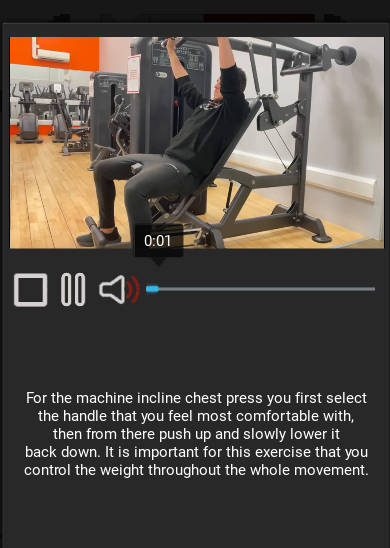 0:01
For the machine incline chest press you first select
the handle that you feel most comfortable with,
then from there push up and slowly lower it
back down. It is important for this exercise that you
control the weight throughout the whole movement.